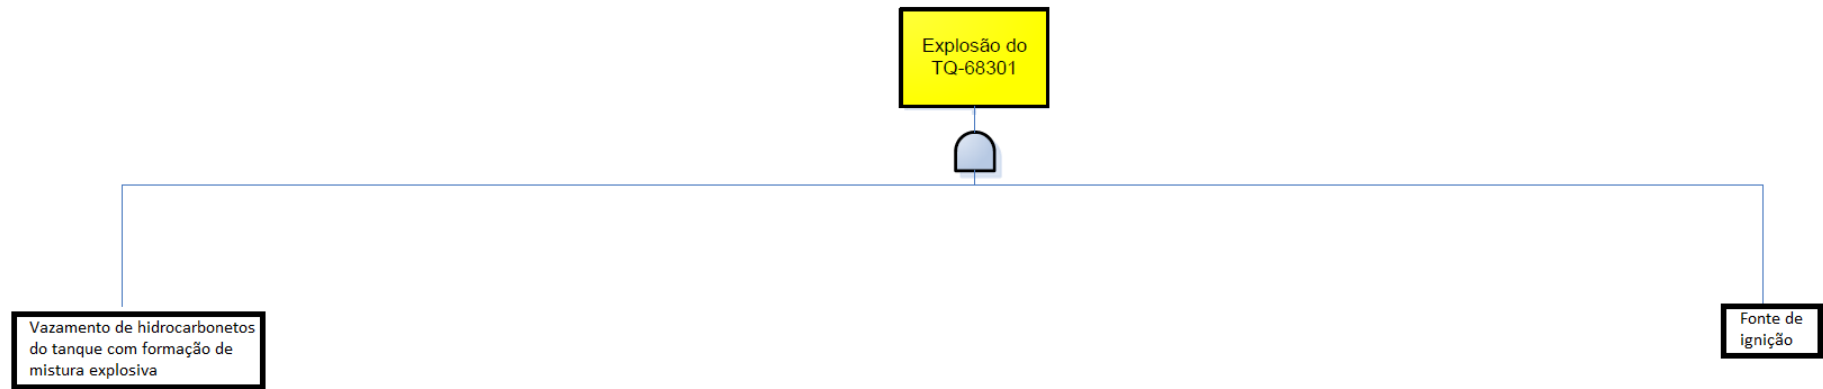 Explosão do
TQ-68301
Vazamento de hidrocarbonetos
do tanque com formação de
mistura explosiva
Fonte de
ignição